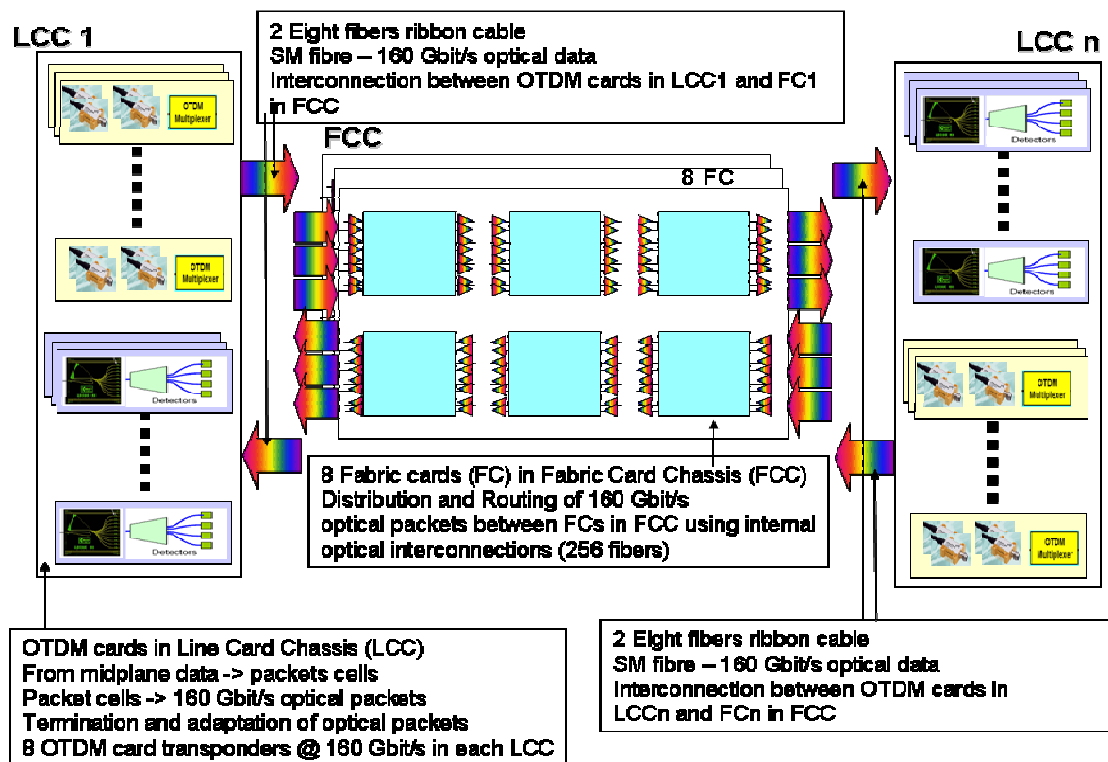 LCC 1
2 Eight fibers ribbon cable
SM fibre – 160 Gbit/s optical data
Interconnection between OTDM cards in LCC1 and FC1
in FCC
LCC n
OTDM
Multiplexer
OTDM
Multiplexer
Detectors
Detectors
FCC
8 FC
Detectors
Detectors
OTDM
Multiplexer
OTDM
Multiplexer
8 Fabric cards (FC) in Fabric Card Chassis (FCC)
Distribution and Routing of 160 Gbit/s
optical packets between FCs in FCC using internal
optical interconnections (256 fibers)
OTDM cards in Line Card Chassis (LCC)
From midplane data -> packets cells
Packet cells -> 160 Gbit/s optical packets
Termination and adaptation of optical packets
8 OTDM card transponders @ 160 Gbit/s in each LCC
2 Eight fibers ribbon cable
SM fibre – 160 Gbit/s optical data
Interconnection between OTDM cards in
LCCn and FCn in FCC